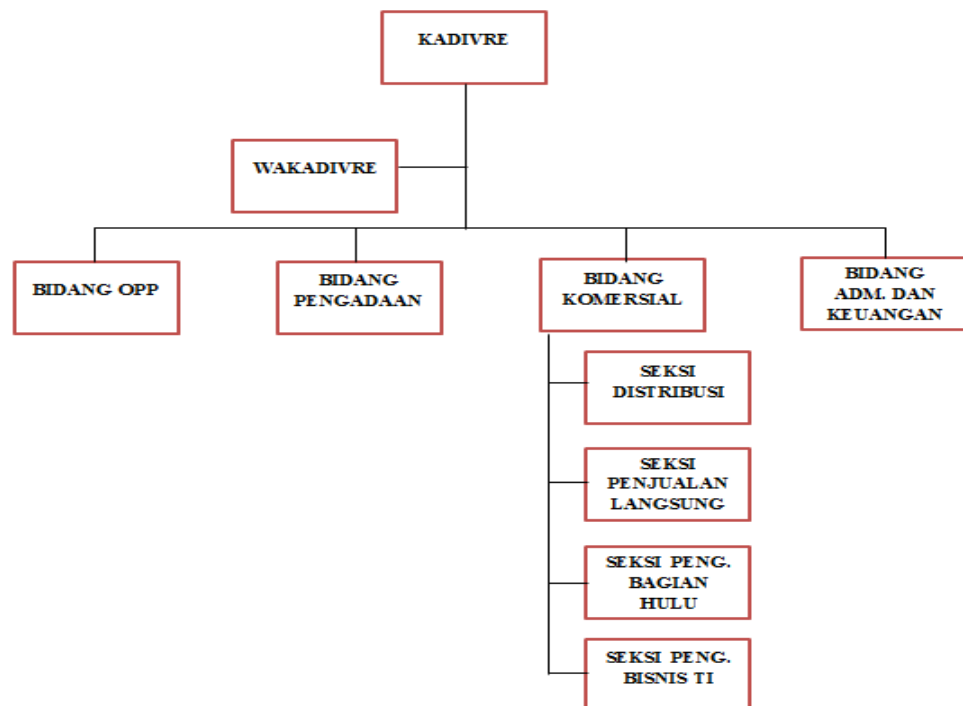 KADIVRE
WAKADIVRE
BIDANG OPP
BIDANG
PENGADAAN
BIDANG
KOMERSIAL
BIDANG
ADM. DAN
KEUANGAN
SEKSI
DISTRIBUSI
SEKSI
PENJUALAN
LANGSUNG
SEKSI PENG.
BAGIAN
HULU
SEKSI PENG.
BISNIS TI